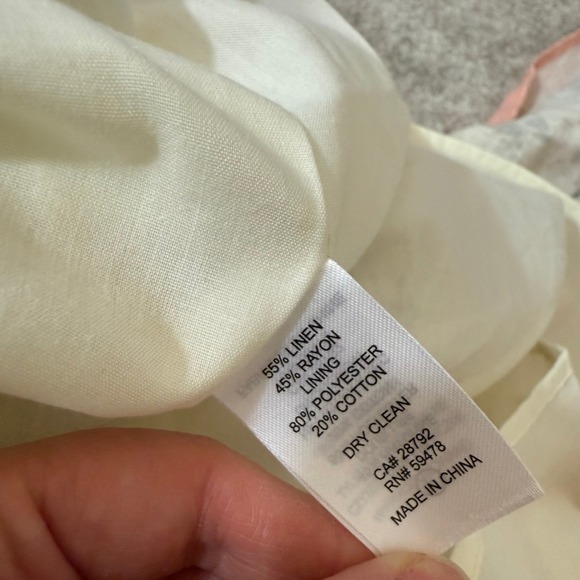 55% LINEN
45% RAYON
LINING
80% POLYESTER
20% COTTON
DRY CLEAN
CA# 28792
RN# 59478
MADE IN CHINA